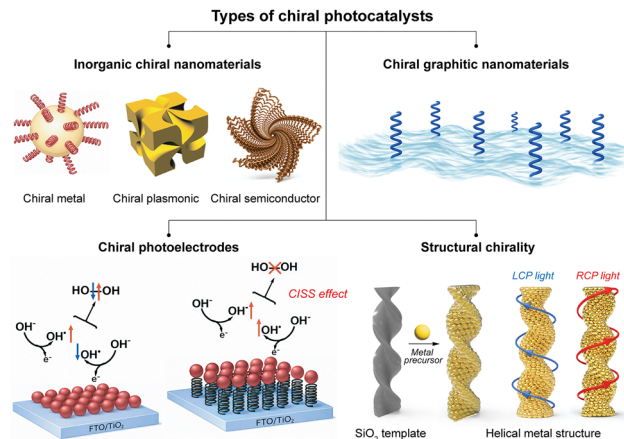 Types of chiral photocatalysts
Inorganic chiral nanomaterials
Chiral graphitic nanomaterials
Chiral metal
Chiral plasmonic
Chiral semiconductor
Chiral photoelectrodes
Structural chirality
HO–OH
OH⁻
OH•
e⁻
OH•
OH⁻
e⁻
FTO/TiO₂
HO–OH
CISS effect
OH⁻
OH•
e⁻
OH•
OH⁻
e⁻
FTO/TiO₂
LCP light
RCP light
Metal
precursor
SiO₂ template
Helical metal structure